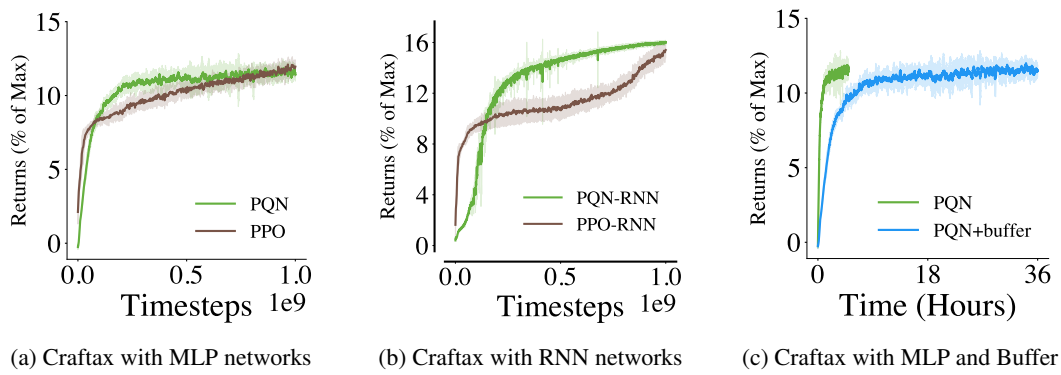 Returns (% of Max)
15
10
5
0
PQN
PPO
0.0
0.5
1.0
Timesteps
1e9
(a) Craftax with MLP networks
Returns (% of Max)
16
12
8
4
0
PQN-RNN
PPO-RNN
0.0
0.5
1.0
Timesteps
1e9
(b) Craftax with RNN networks
Returns (% of Max)
15
10
5
0
PQN
PQN+buffer
0
18
36
Time (Hours)
(c) Craftax with MLP and Buffer